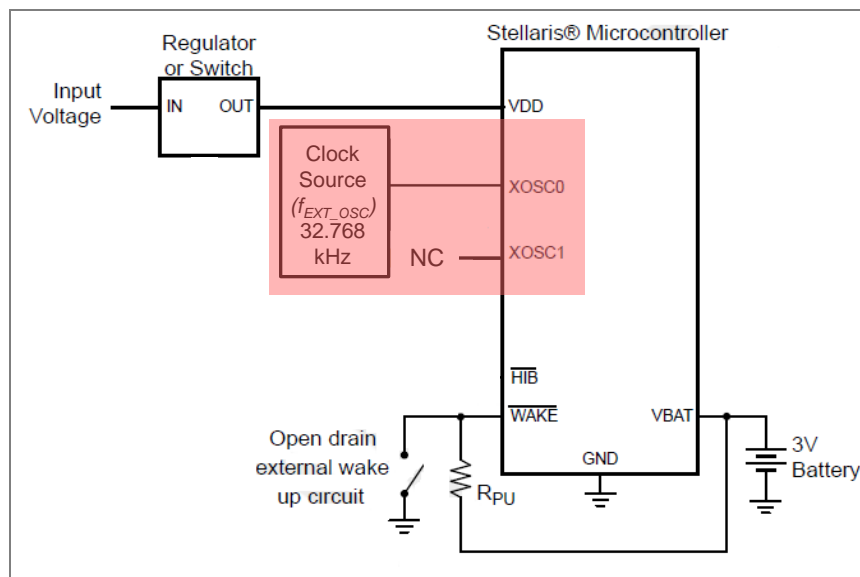 Stellaris® Microcontroller
Regulator
or Switch
Input
Voltage
IN
OUT
VDD
Clock
Source
(fEXT_OSC)
32.768
kHz
XOSC0
NC
XOSC1
HIB
WAKE
VBAT
Open drain
external wake
up circuit
RPU
GND
3V
Battery